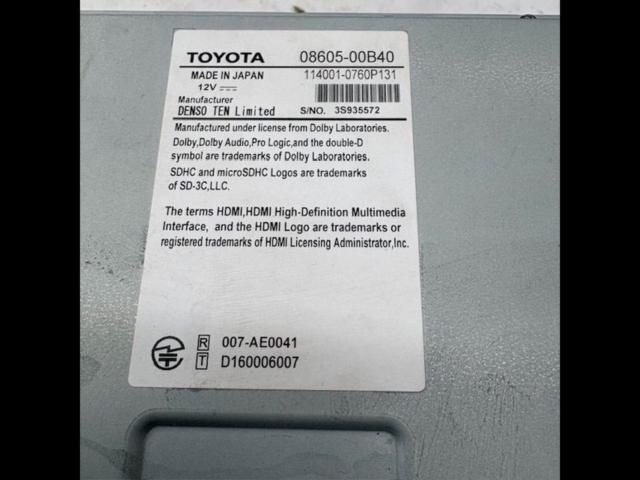 TOYOTA 08605-00B40
MADE IN JAPAN 114001-0760P131
12V
Manufacturer
DENSO TEN Limited S/NO. 3S935572
Manufactured under license from Dolby Laboratories.
Dolby,Dolby Audio,Pro Logic,and the double-D
symbol are trademarks of Dolby Laboratories.
SDHC and microSDHC Logos are trademarks
of SD-3C,LLC.
The terms HDMI,HDMI High-Definition Multimedia
Interface, and the HDMI Logo are trademarks or
registered trademarks of HDMI Licensing Administrator,Inc.
R 007-AE0041
T D160006007